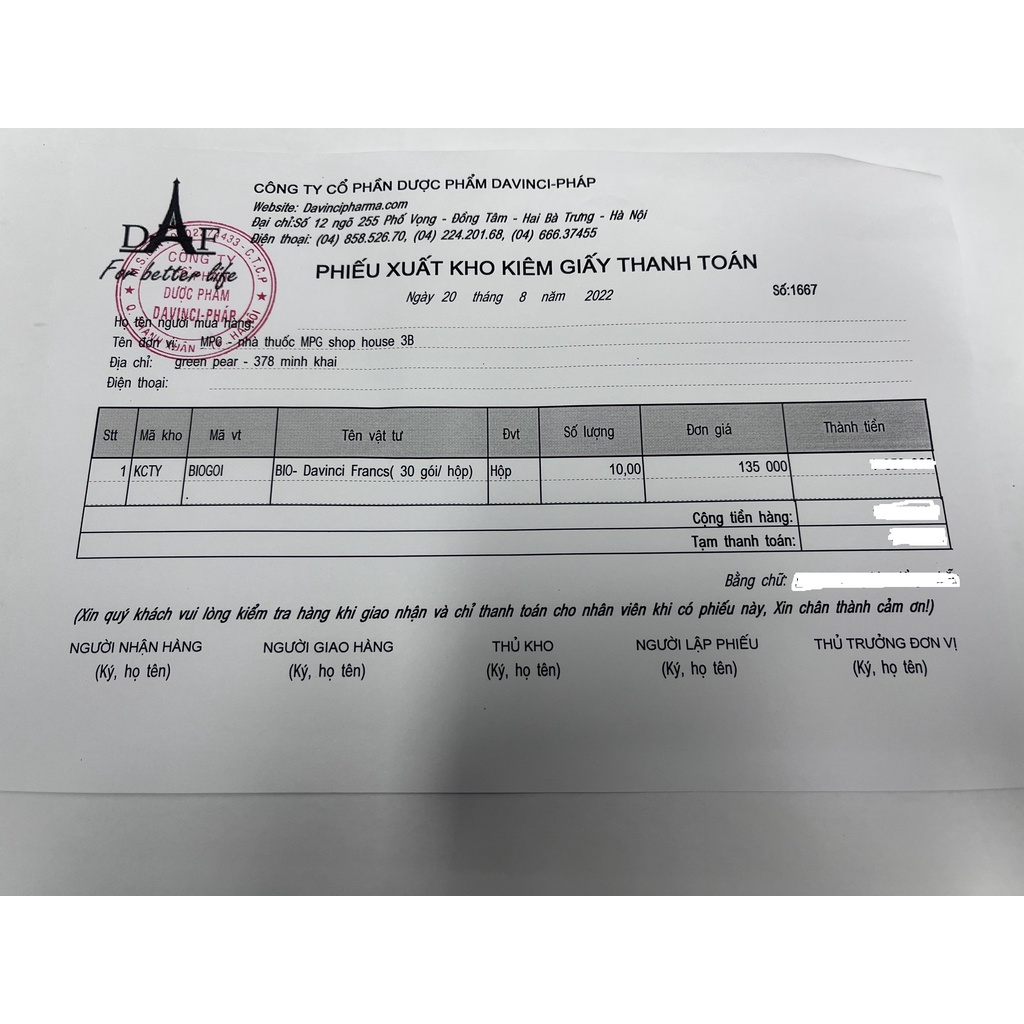 CÔNG TY CỔ PHẦN DƯỢC PHẨM DAVINCI-PHÁP
Website: Davincipharma.com
Đại chỉ:Số 12 ngõ 255 Phố Vọng - Đồng Tâm - Hai Bà Trưng - Hà Nội
Điện thoại: (04) 858.526.70, (04) 224.201.68, (04) 666.37455
DAF
For better life
CÔNG TY
DƯỢC PHẨM
DAVINCI-PHÁP
PHIẾU XUẤT KHO KIÊM GIẤY THANH TOÁN
Ngày 20 tháng 8 năm 2022
Số:1667
Họ tên người mua hàng:
Tên đơn vị: MPG - nhà thuốc MPG shop house 3B
Địa chỉ: green pear - 378 minh khai
Điện thoại:
Stt Mã kho Mã vt Tên vật tư Đvt Số lượng Đơn giá Thành tiền
1 KCTY BIOGOI BIO- Davinci Francs( 30 gói/ hộp) Hộp 10,00 135 000
Cộng tiền hàng:
Tạm thanh toán:
Bằng chữ:
(Xin quý khách vui lòng kiểm tra hàng khi giao nhận và chỉ thanh toán cho nhân viên khi có phiếu này, Xin chân thành cảm ơn!)
NGƯỜI NHẬN HÀNG NGƯỜI GIAO HÀNG THỦ KHO NGƯỜI LẬP PHIẾU THỦ TRƯỞNG ĐƠN VỊ
(Ký, họ tên) (Ký, họ tên) (Ký, họ tên) (Ký, họ tên) (Ký, họ tên)